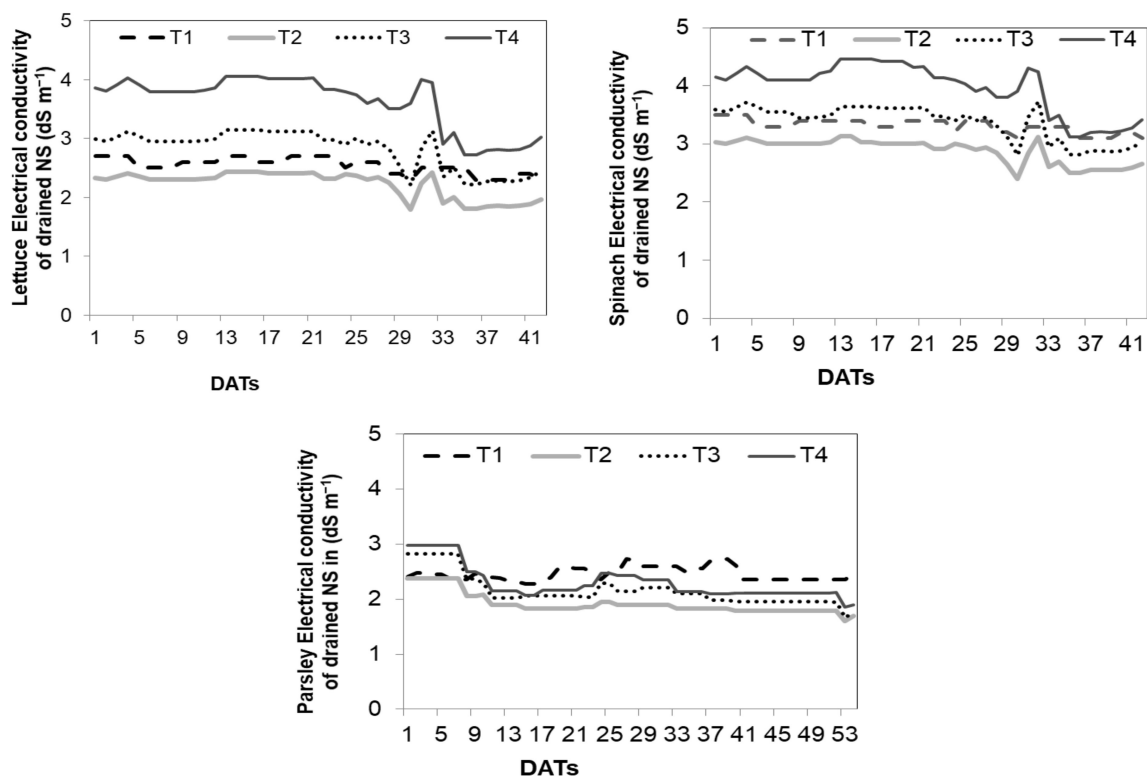 Lettuce Electrical conductivity
of drained NS (dS m⁻¹)
5
4
3
2
1
0
T1 T2 T3 T4
1 5 9 13 17 21 25 29 33 37 41
DATs
Spinach Electrical conductivity
of drained NS (dS m⁻¹)
5
4
3
2
1
0
T1 T2 T3 T4
1 5 9 13 17 21 25 29 33 37 41
DATs
Parsley Electrical conductivity
of drained NS in (dS m⁻¹)
5
4
3
2
1
0
T1 T2 T3 T4
1 5 9 13 17 21 25 29 33 37 41 45 49 53
DATs